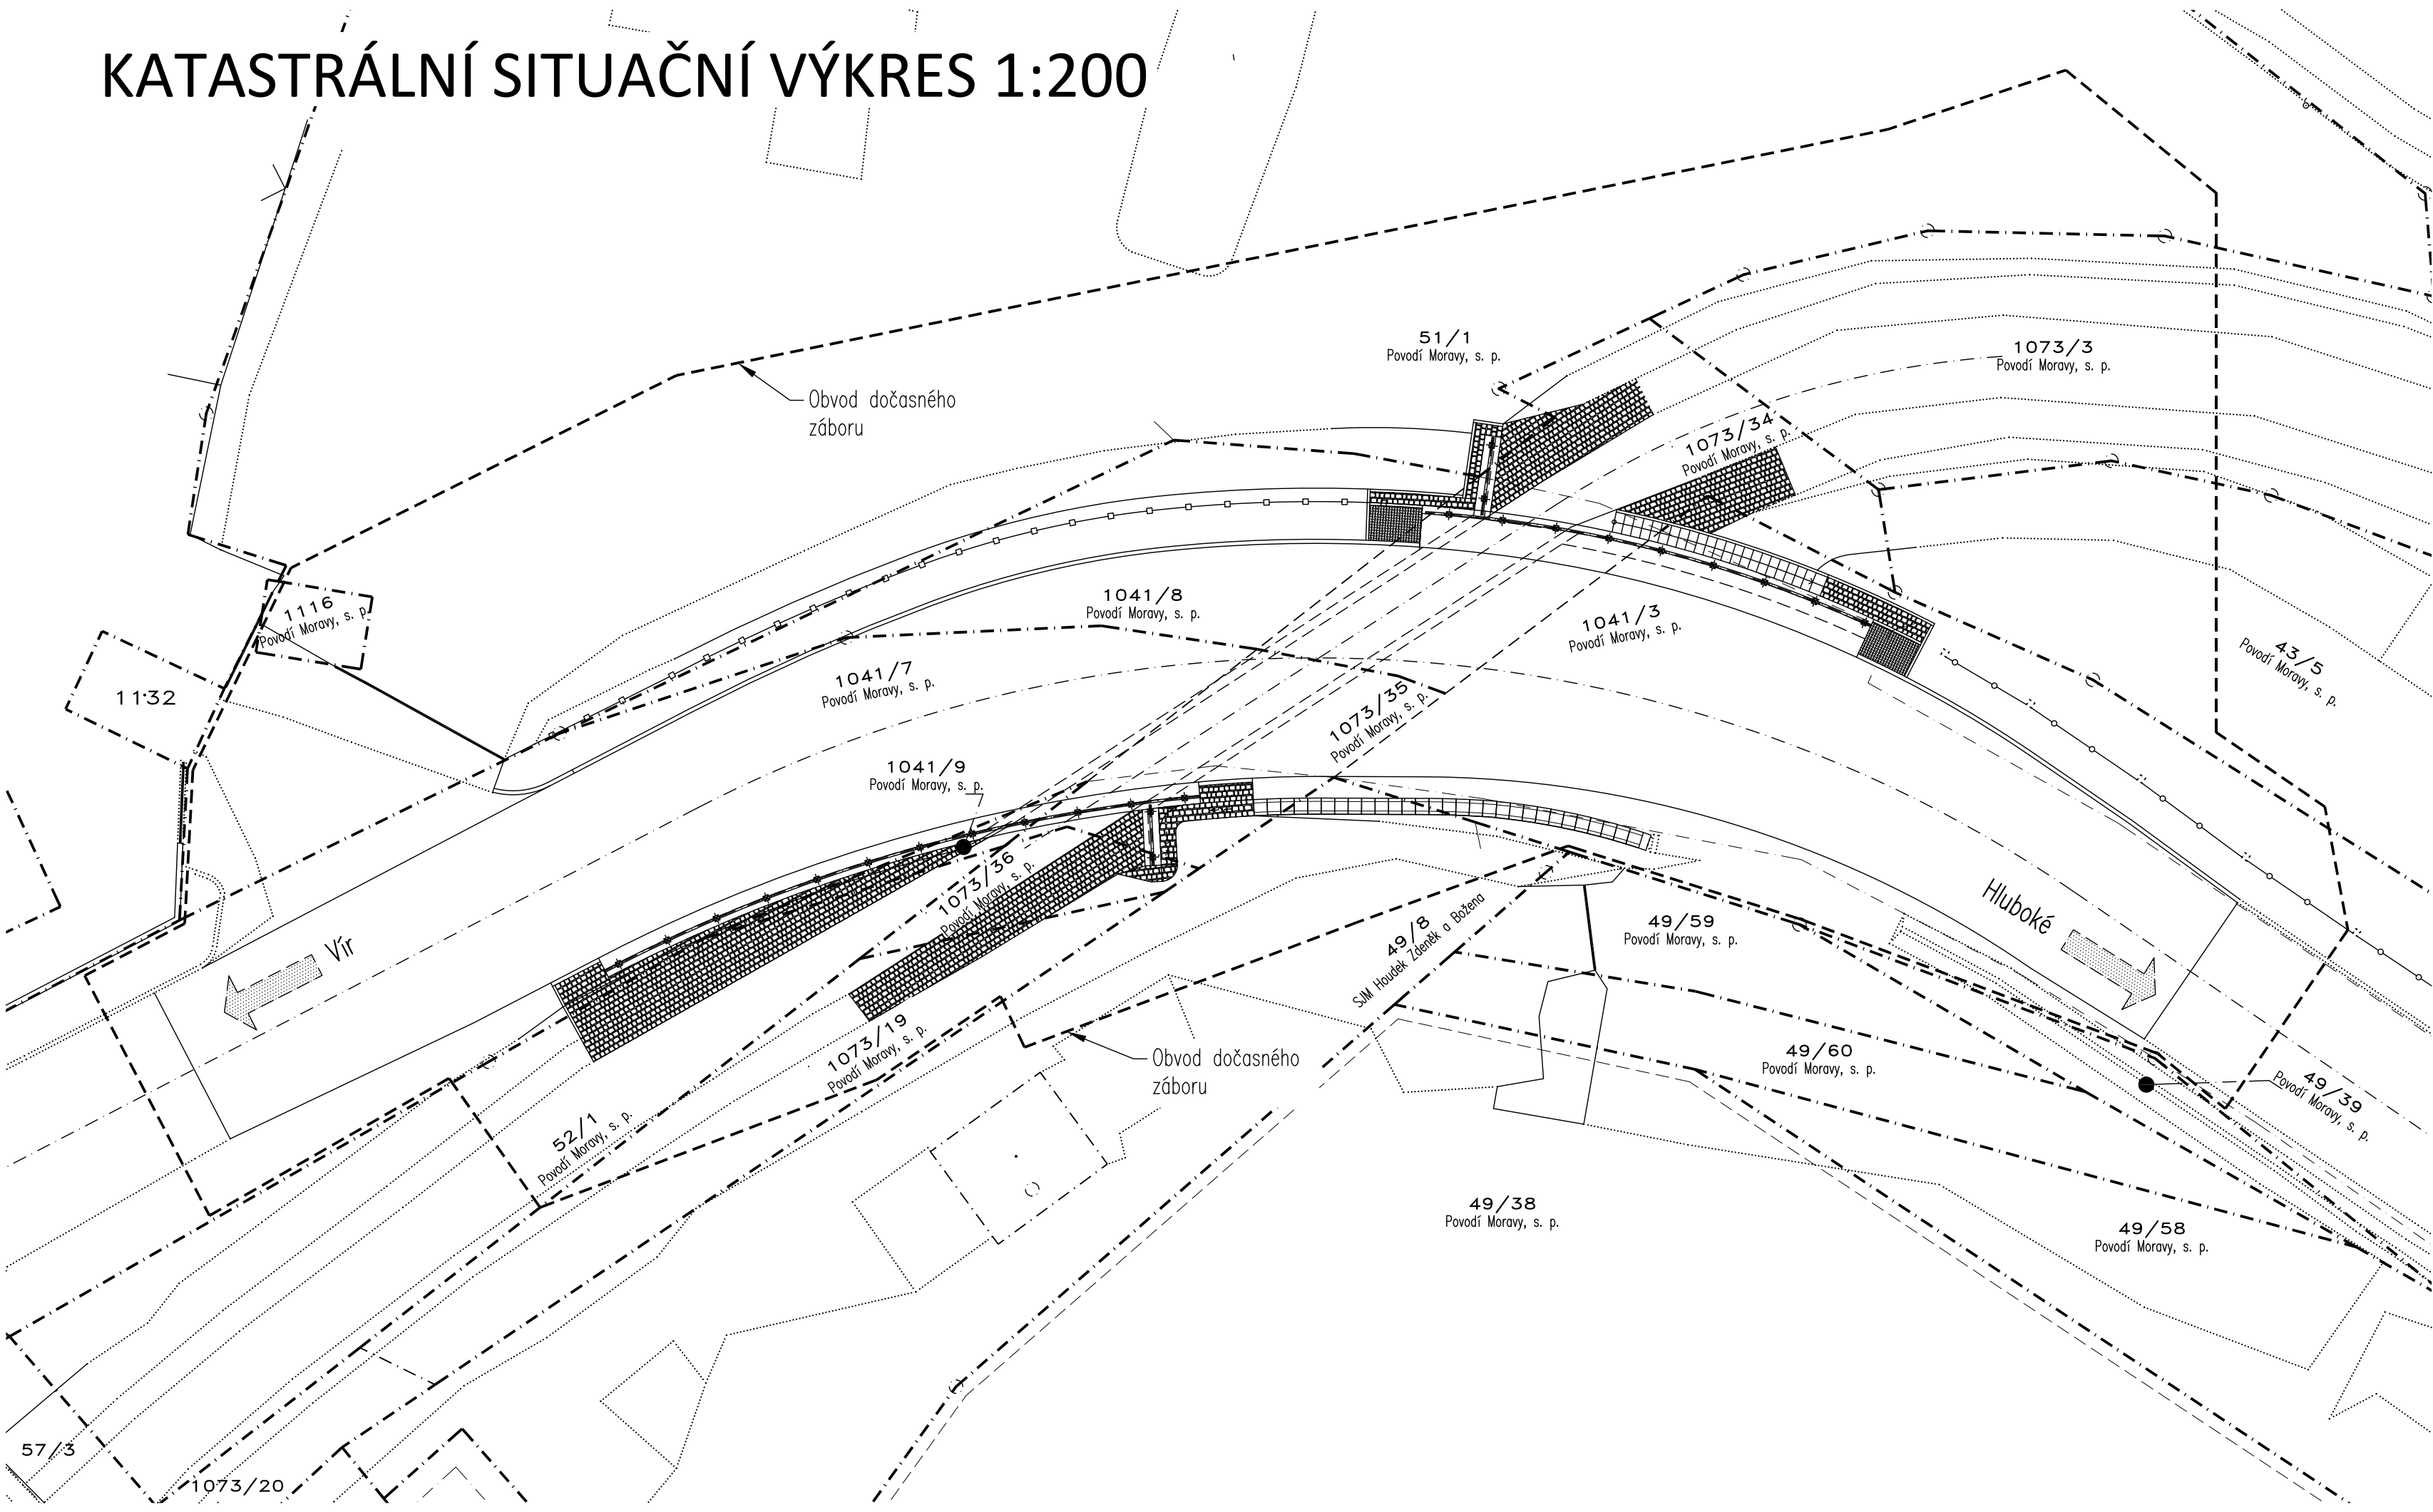 KATASTRÁLNÍ SITUAČNÍ VÝKRES 1:200
51/1
Povodí Moravy, s. p.
1073/3
Povodí Moravy, s. p.
Obvod dočasného
záboru
1073/34
Povodí Moravy, s. p.
1116
Povodí Moravy, s. p.
1041/8
Povodí Moravy, s. p.
1041/3
Povodí Moravy, s. p.
43/5
Povodí Moravy, s. p.
1132
1041/7
Povodí Moravy, s. p.
1073/35
Povodí Moravy, s. p.
1041/9
Povodí Moravy, s. p.
1073/36
Povodí Moravy, s. p.
Vír
49/8
SJM Houdek Zdeněk a Božena
49/59
Povodí Moravy, s. p.
Hluboké
1073/19
Povodí Moravy, s. p.
Obvod dočasného
záboru
49/60
Povodí Moravy, s. p.
49/39
Povodí Moravy, s. p.
52/1
Povodí Moravy, s. p.
49/38
Povodí Moravy, s. p.
49/58
Povodí Moravy, s. p.
57/3
1073/20